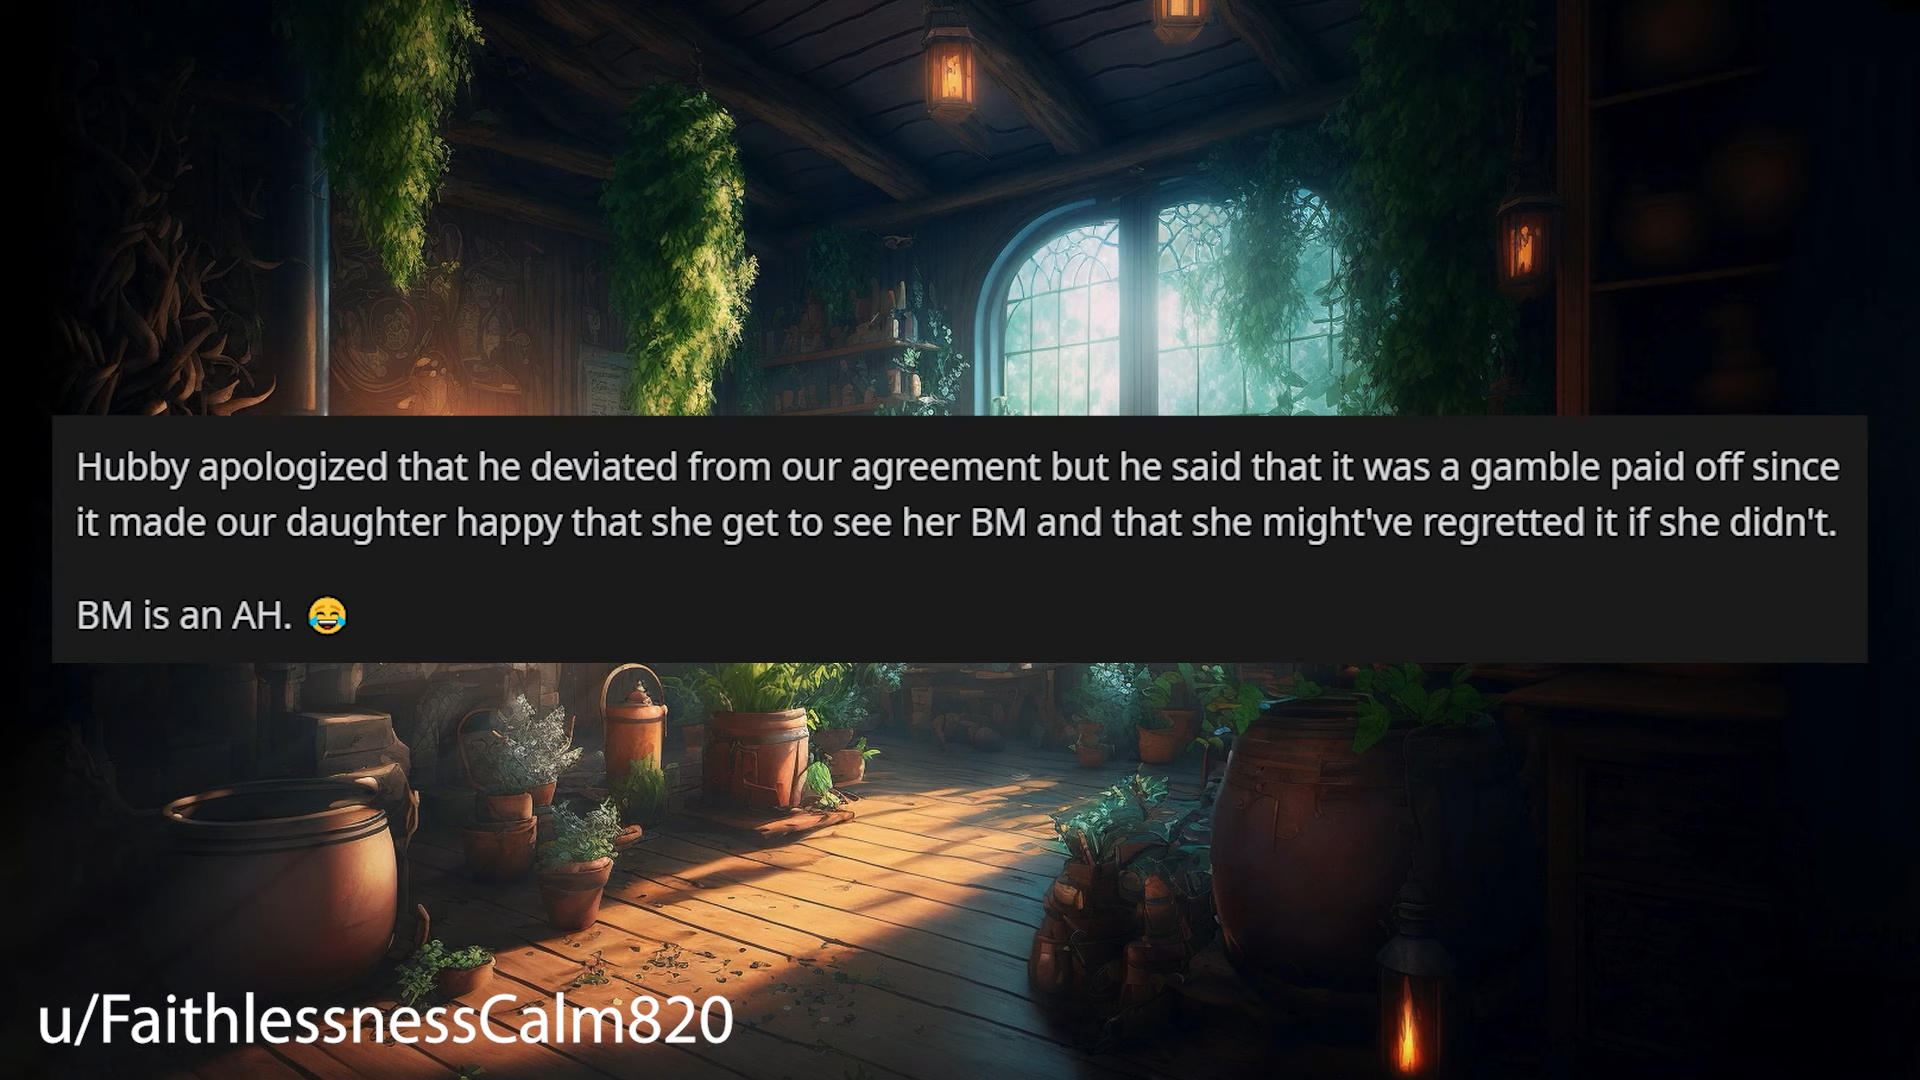 Hubby apologized that he deviated from our agreement but he said that it was a gamble paid off since
it made our daughter happy that she get to see her BM and that she might've regretted it if she didn't.
BM is an AH. 😂
u/FaithlessnessCalm820